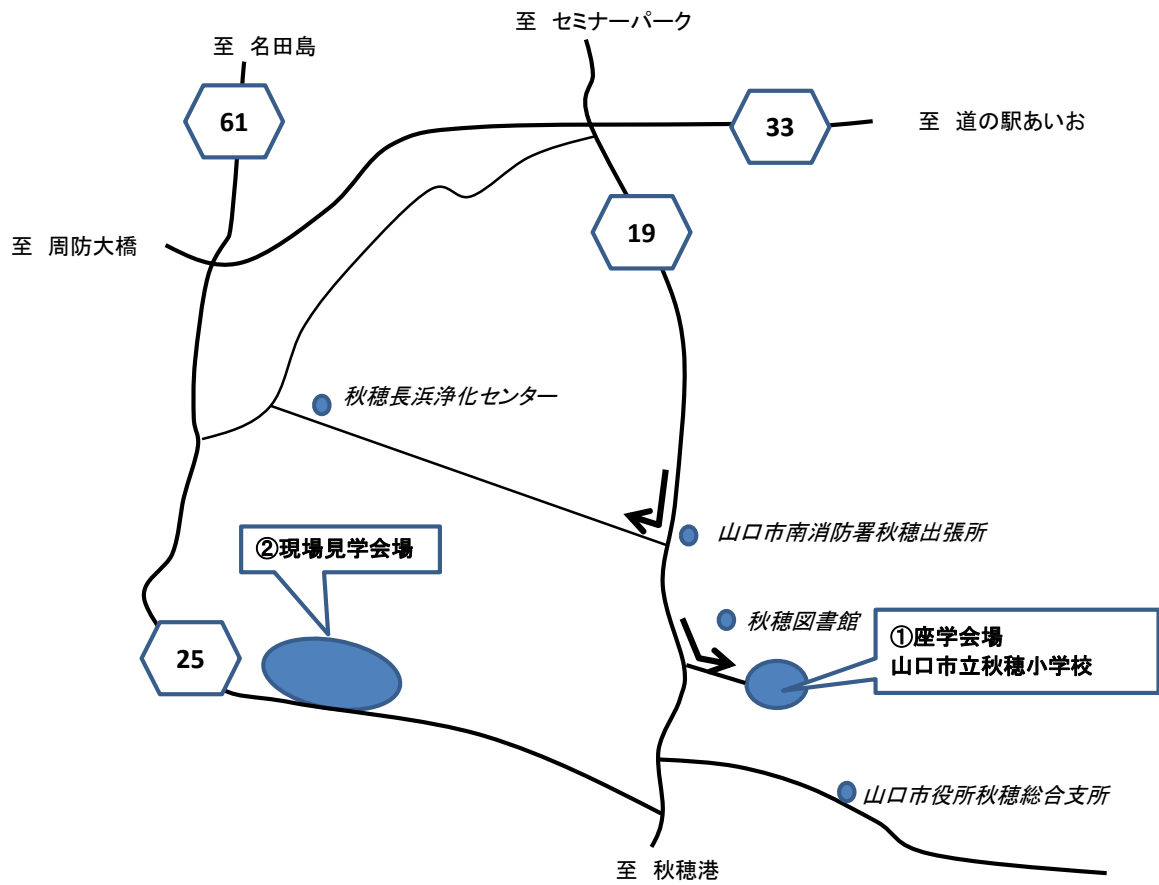 至 セミナーパーク
至 名田島
61
33
至 道の駅あいお
19
至 周防大橋
秋穂長浜浄化センター
山口市南消防署秋穂出張所
②現場見学会場
秋穂図書館
①座学会場
山口市立秋穂小学校
25
山口市役所秋穂総合支所
至 秋穂港